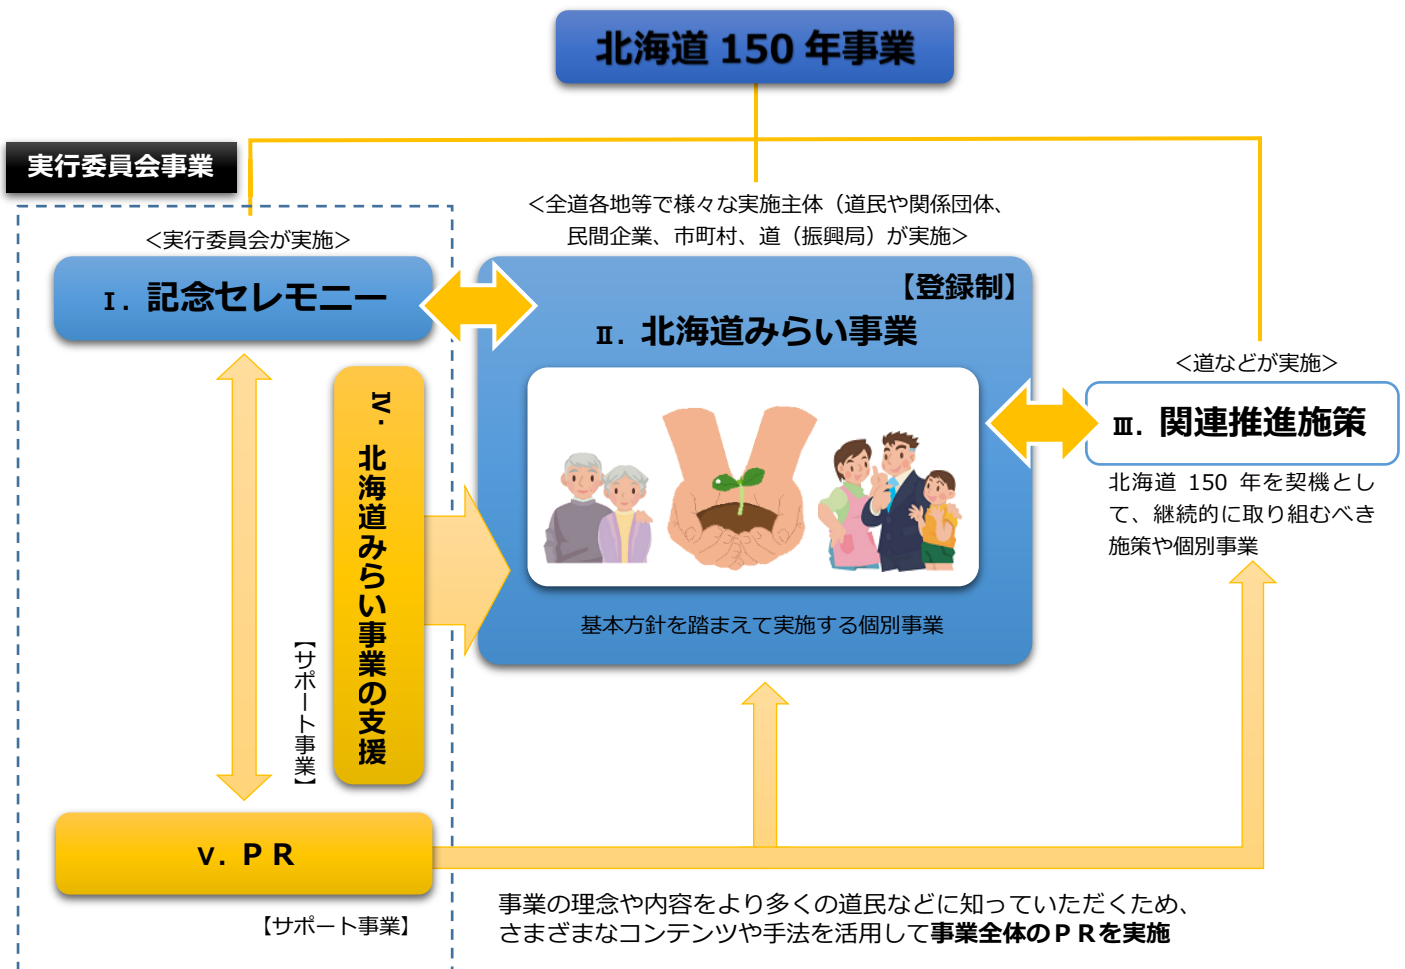 北海道 150 年事業
実行委員会事業
＜実行委員会が実施＞
Ⅰ．記念セレモニー
＜全道各地等で様々な実施主体（道民や関係団体、
民間企業、市町村、道（振興局）が実施＞
【登録制】
Ⅱ．北海道みらい事業
基本方針を踏まえて実施する個別事業
＜道などが実施＞
Ⅲ．関連推進施策
北海道 150 年を契機とし
て、継続的に取り組むべき
施策や個別事業
Ⅳ．北海道みらい事業の支援
【サポート事業】
Ⅴ．ＰＲ
【サポート事業】
事業の理念や内容をより多くの道民などに知っていただくため、
さまざまなコンテンツや手法を活用して事業全体のＰＲを実施